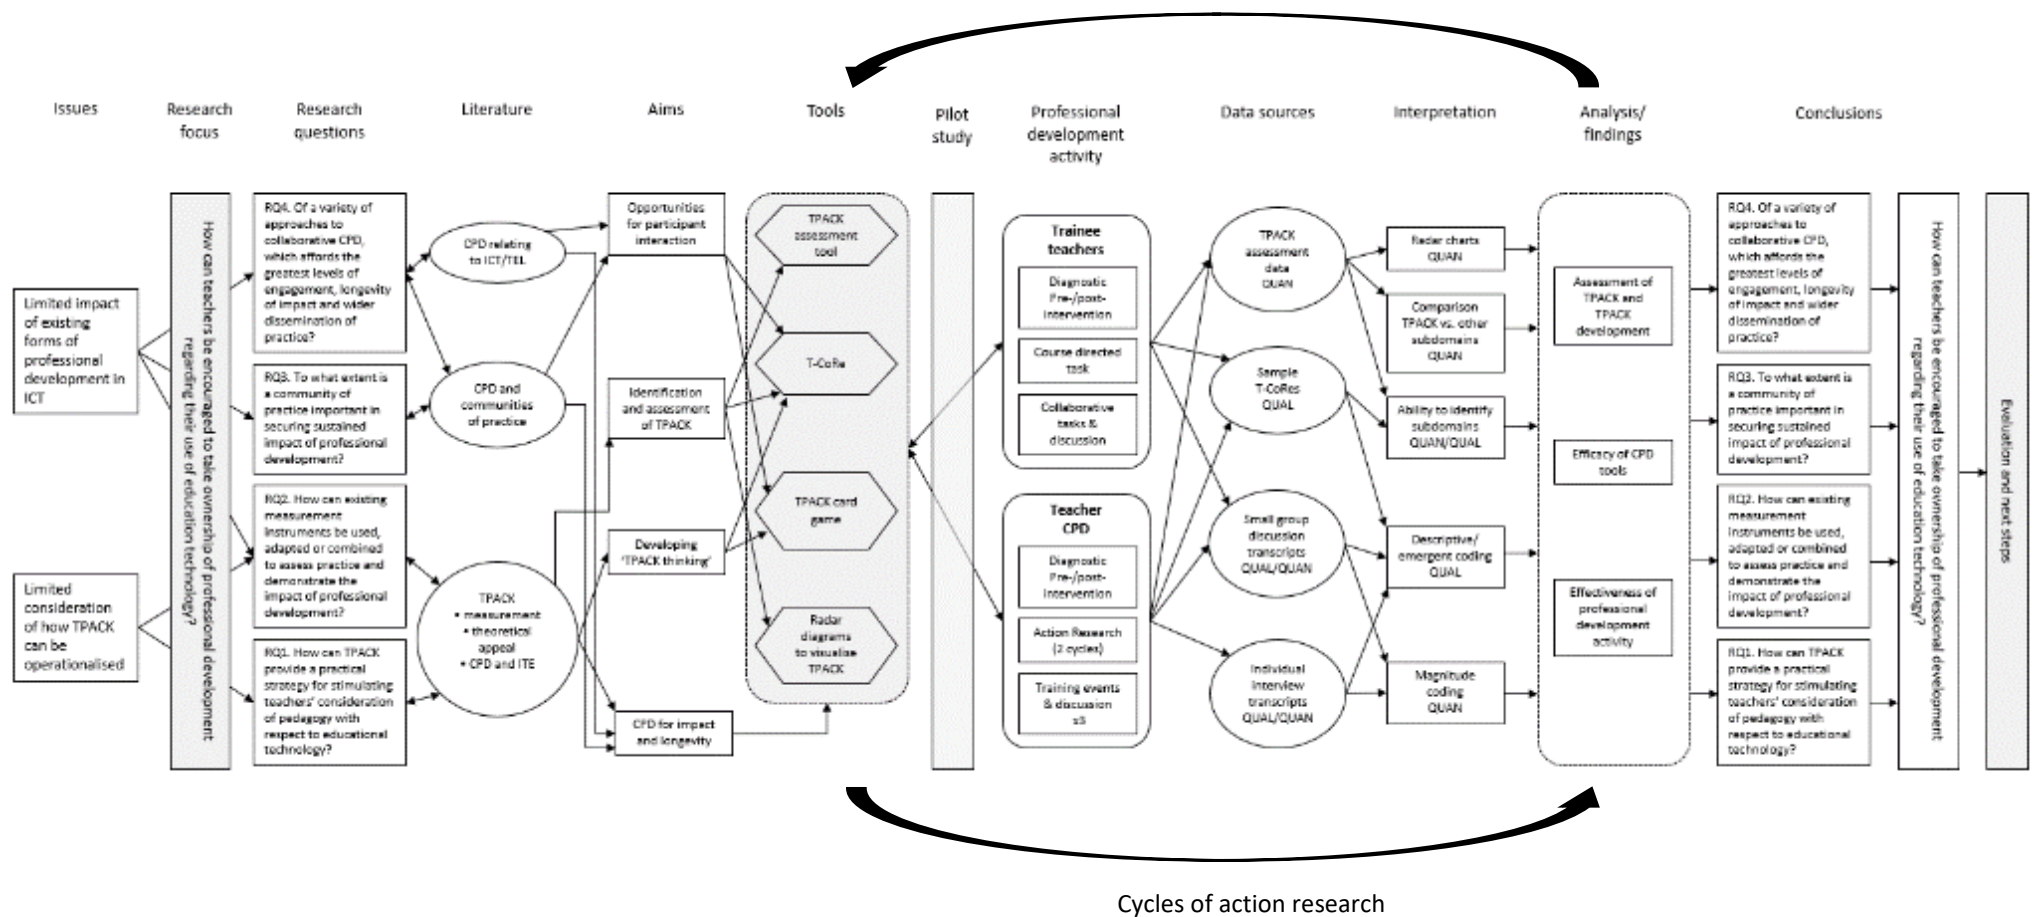 Issues
Research
focus
Research
questions
Literature
Aims
Tools
Pilot
study
Professional
development
activity
Data sources
Interpretation
Analysis/
findings
Conclusions
Limited impact
of existing
forms of
professional
development in
ICT
Limited
consideration
of how TPACK
can be
operationalised
How can teachers be encouraged to take ownership of professional development
regarding their use of education technology?
RQ4. Of a variety of
approaches to
collaborative CPD,
which affords the
greatest levels of
engagement, longevity
of impact and wider
dissemination of
practice?
RQ3. To what extent is
a community of
practice important in
securing sustained
impact of professional
development?
RQ2. How can existing
measurement
instruments be used,
adapted or combined
to assess practice and
demonstrate the
impact of professional
development?
RQ1. How can TPACK
provide a practical
strategy for stimulating
teachers' consideration
of pedagogy with
respect to educational
technology?
CPD relating
to ICT/TEL
CPD and
communities
of practice
TPACK
• measurement
• theoretical
appeal
• CPD and ITE
Opportunities
for participant
interaction
Identification
and assessment
of TPACK
Developing
'TPACK thinking'
CPD for impact
and longevity
TPACK
assessment
tool
T-CoRe
TPACK card
game
Radar
diagrams
to visualise
TPACK
Trainee
teachers
Diagnostic
Pre-/post-
intervention
Course directed
task
Collaborative
tasks &
discussion
Teacher
CPD
Diagnostic
Pre-/post-
intervention
Action Research
(2 cycles)
Training events
& discussion
x3
TPACK
assessment
data
QUAN
Sample
T-CoRes
QUAL
Small group
discussion
transcripts
QUAL/QUAN
Individual
interview
transcripts
QUAL/QUAN
Radar charts
QUAN
Comparison
TPACK vs. other
subdomains
QUAN
Ability to identify
subdomains
QUAN/QUAL
Descriptive/
emergent coding
QUAL
Magnitude
coding
QUAN
Assessment of
TPACK and
TPACK
development
Efficacy of CPD
tools
Effectiveness of
professional
development
activity
RQ4. Of a variety of
approaches to
collaborative CPD,
which affords the
greatest levels of
engagement, longevity
of impact and wider
dissemination of
practice?
RQ3. To what extent is
a community of
practice important in
securing sustained
impact of professional
development?
RQ2. How can existing
measurement
instruments be used,
adapted or combined
to assess practice and
demonstrate the
impact of professional
development?
RQ1. How can TPACK
provide a practical
strategy for stimulating
teachers' consideration
of pedagogy with
respect to educational
technology?
How can teachers be encouraged to take ownership of professional development
regarding their use of education technology?
Evaluation and next steps
Cycles of action research